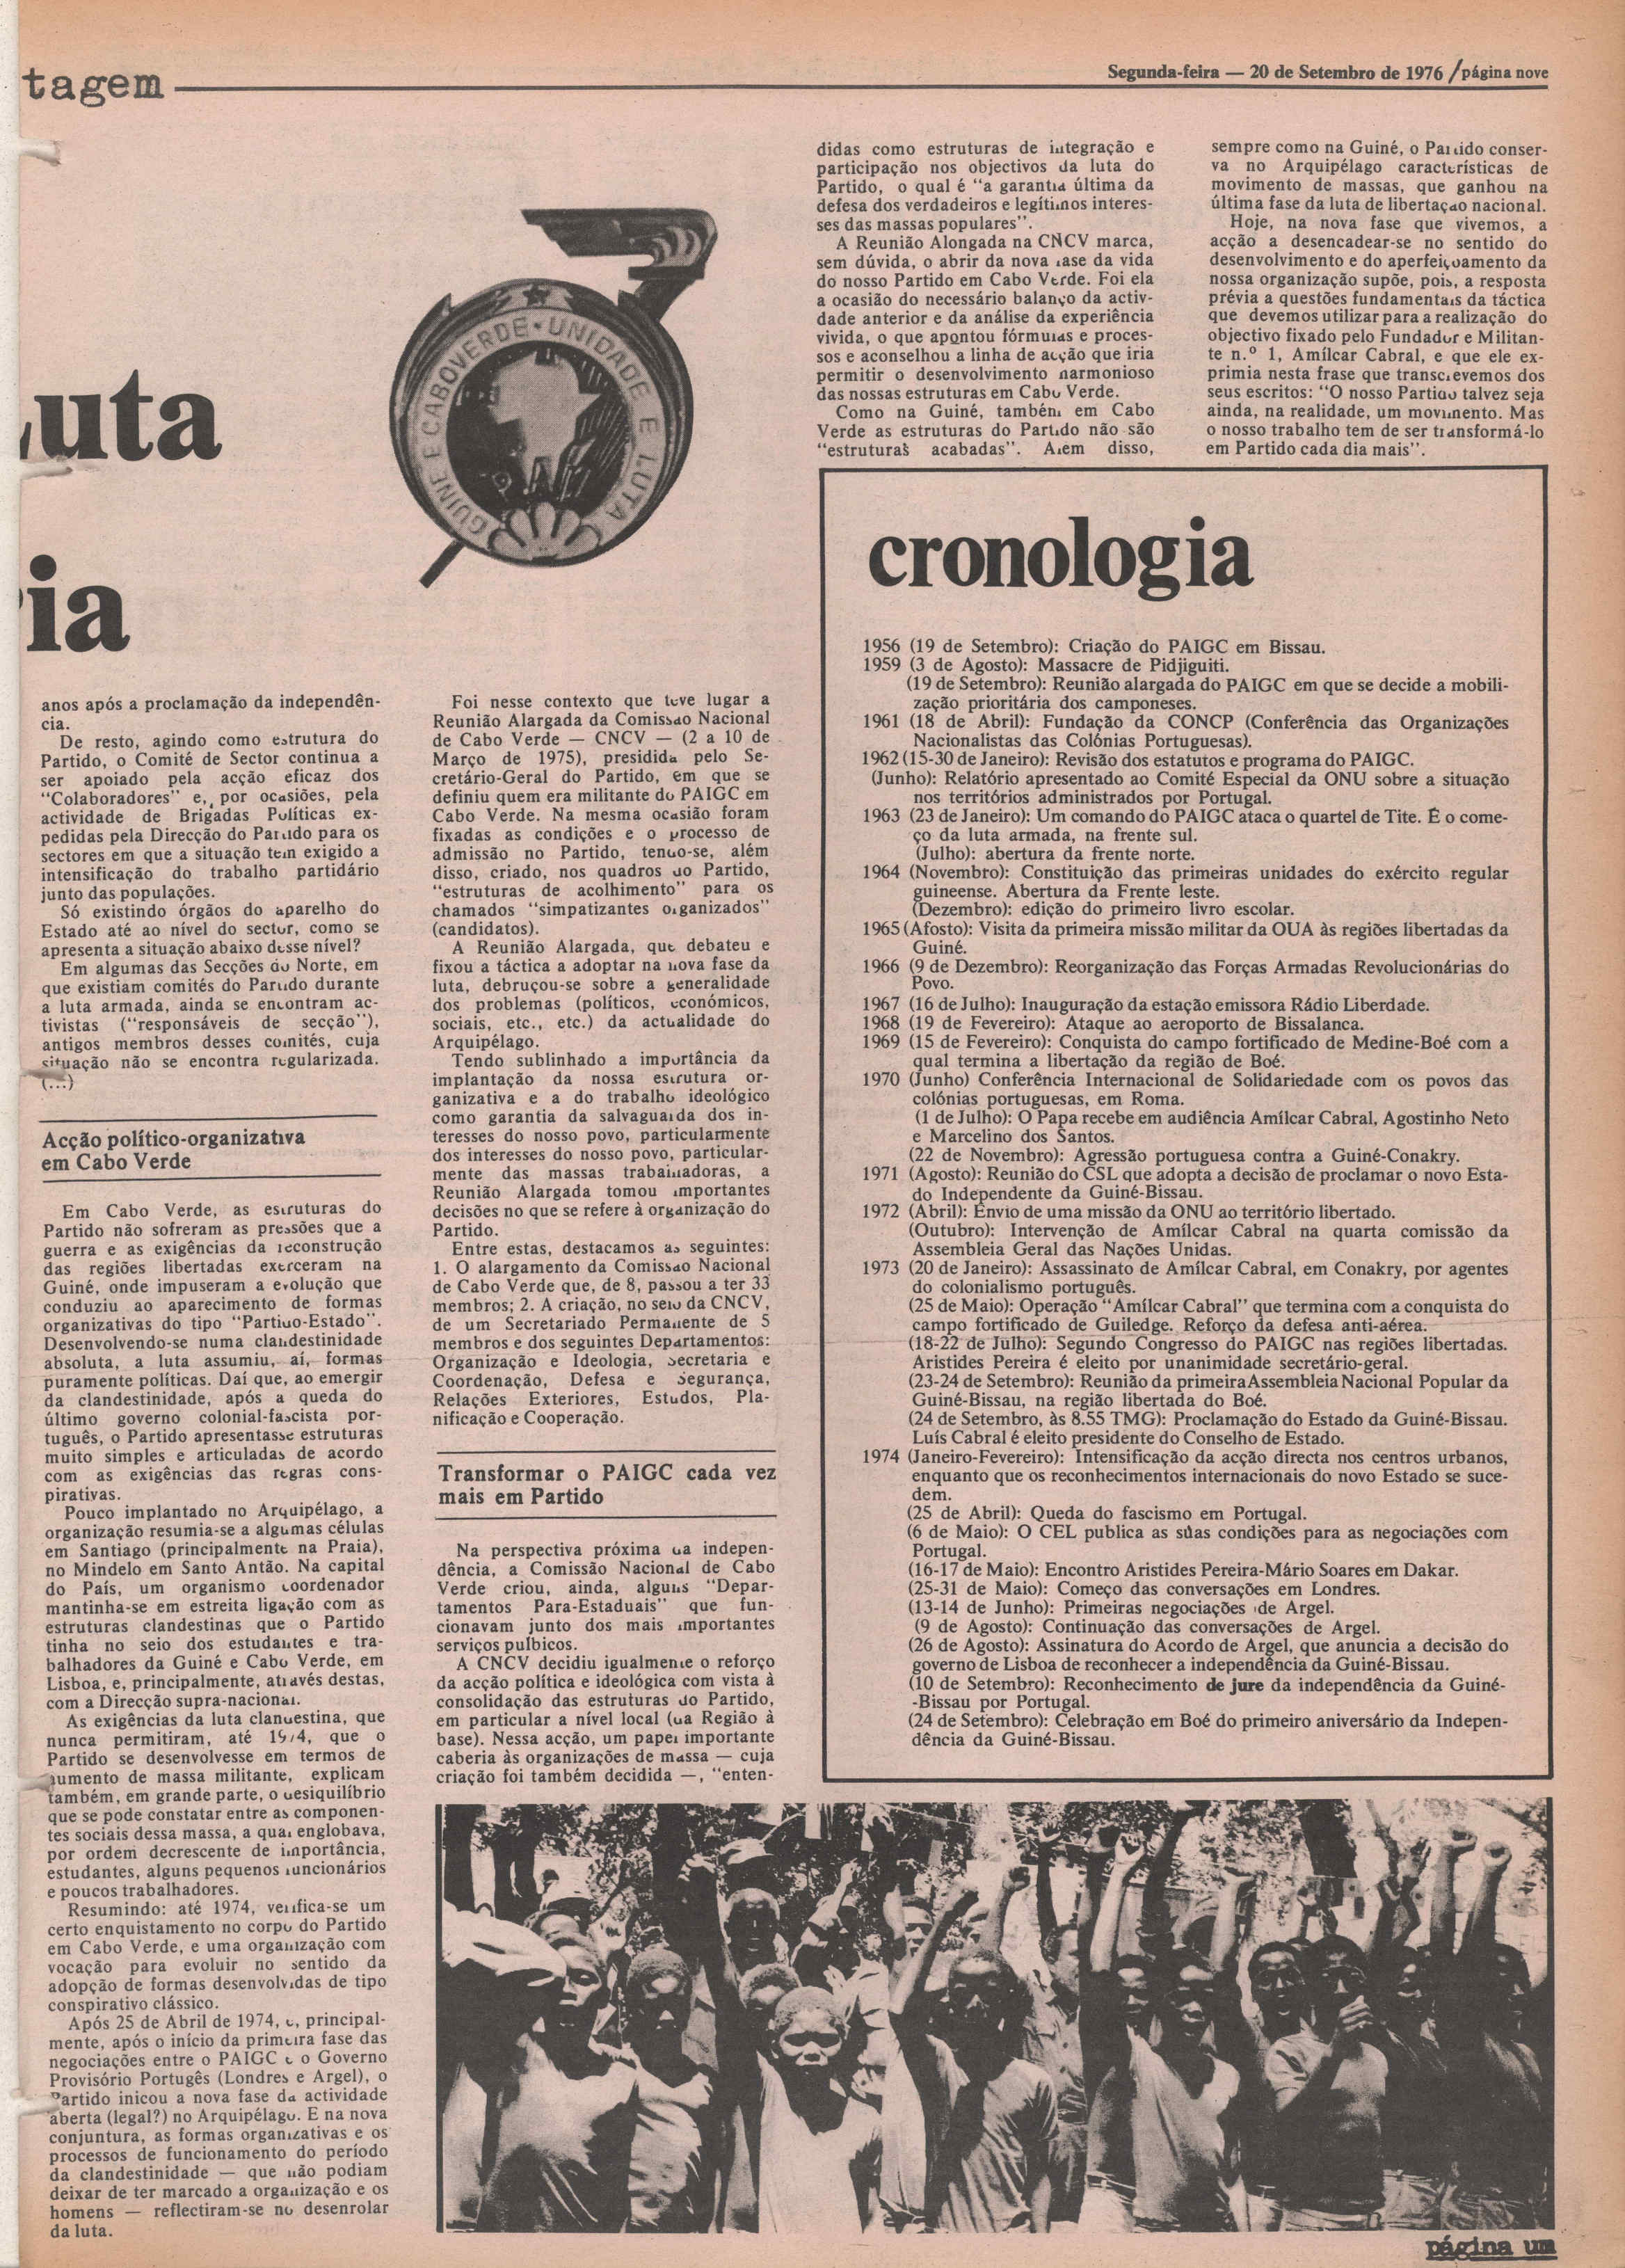 tagem
Segunda-feira — 20 de Setembro de 1976 / página nove
uta
ia
GUINE E CABOVERDE • UNIDADE E LUTA
anos após a proclamação da independên-
cia.
De resto, agindo como estrutura do
Partido, o Comité de Sector continua a
ser apoiado pela acção eficaz dos
“Colaboradores” e, por ocasiões, pela
actividade de Brigadas Políticas ex-
pedidas pela Direcção do Partido para os
sectores em que a situação tem exigido a
intensificação do trabalho partidário
junto das populações.
Só existindo órgãos do aparelho do
Estado até ao nível do sector, como se
apresenta a situação abaixo desse nível?
Em algumas das Secções do Norte, em
que existiam comités do Partido durante
a luta armada, ainda se encontram ac-
tivistas (“responsáveis de secção”),
antigos membros desses comités, cuja
situação não se encontra regularizada.
(...)
Acção político-organizativa
em Cabo Verde
Em Cabo Verde, as estruturas do
Partido não sofreram as pressões que a
guerra e as exigências da reconstrução
das regiões libertadas exerceram na
Guiné, onde impuseram a evolução que
conduziu ao aparecimento de formas
organizativas do tipo “Partido-Estado”.
Desenvolvendo-se numa clandestinidade
absoluta, a luta assumiu, aí, formas
puramente políticas. Daí que, ao emergir
da clandestinidade, após a queda do
último governo colonial-fascista por-
tuguês, o Partido apresentasse estruturas
muito simples e articuladas de acordo
com as exigências das regras cons-
pirativas.
Pouco implantado no Arquipélago, a
organização resumia-se a algumas células
em Santiago (principalmente na Praia),
no Mindelo em Santo Antão. Na capital
do País, um organismo coordenador
mantinha-se em estreita ligação com as
estruturas clandestinas que o Partido
tinha no seio dos estudantes e tra-
balhadores da Guiné e Cabo Verde, em
Lisboa, e, principalmente, através destas,
com a Direcção supra-nacional.
As exigências da luta clandestina, que
nunca permitiram, até 1974, que o
Partido se desenvolvesse em termos de
aumento de massa militante, explicam
também, em grande parte, o desiquilíbrio
que se pode constatar entre as componen-
tes sociais dessa massa, a qual englobava,
por ordem decrescente de importância,
estudantes, alguns pequenos funcionários
e poucos trabalhadores.
Resumindo: até 1974, verifica-se um
certo enquistamento no corpo do Partido
em Cabo Verde, e uma organização com
vocação para evoluir no sentido da
adopção de formas desenvolvidas de tipo
conspirativo clássico.
Após 25 de Abril de 1974, e, principal-
mente, após o início da primeira fase das
negociações entre o PAIGC e o Governo
Provisório Portugês (Londres e Argel), o
Partido inicou a nova fase da actividade
aberta (legal?) no Arquipélago. E na nova
conjuntura, as formas organizativas e os
processos de funcionamento do período
da clandestinidade — que não podiam
deixar de ter marcado a organização e os
homens — reflectiram-se no desenrolar
da luta.
Foi nesse contexto que teve lugar a
Reunião Alargada da Comissão Nacional
de Cabo Verde — CNCV — (2 a 10 de
Março de 1975), presidida pelo Se-
cretário-Geral do Partido, em que se
definiu quem era militante do PAIGC em
Cabo Verde. Na mesma ocasião foram
fixadas as condições e o processo de
admissão no Partido, tendo-se, além
disso, criado, nos quadros do Partido,
“estruturas de acolhimento” para os
chamados “simpatizantes organizados”
(candidatos).
A Reunião Alargada, que debateu e
fixou a táctica a adoptar na nova fase da
luta, debruçou-se sobre a generalidade
dos problemas (políticos, económicos,
sociais, etc., etc.) da actualidade do
Arquipélago.
Tendo sublinhado a importância da
implantação da nossa estrutura or-
ganizativa e a do trabalho ideológico
como garantia da salvaguarda dos in-
teresses do nosso povo, particularmente
dos interesses do nosso povo, particular-
mente das massas trabalhadoras, a
Reunião Alargada tomou importantes
decisões no que se refere à organização do
Partido.
Entre estas, destacamos as seguintes:
1. O alargamento da Comissão Nacional
de Cabo Verde que, de 8, passou a ter 33
membros; 2. A criação, no seio da CNCV,
de um Secretariado Permanente de 5
membros e dos seguintes Departamentos:
Organização e Ideologia, Secretaria e
Coordenação, Defesa e Segurança,
Relações Exteriores, Estudos, Pla-
nificação e Cooperação.
Transformar o PAIGC cada vez
mais em Partido
Na perspectiva próxima da indepen-
dência, a Comissão Nacional de Cabo
Verde criou, ainda, alguns “Depar-
tamentos Para-Estaduais” que fun-
cionavam junto dos mais importantes
serviços pulbicos.
A CNCV decidiu igualmente o reforço
da acção política e ideológica com vista à
consolidação das estruturas do Partido,
em particular a nível local (da Região à
base). Nessa acção, um papel importante
caberia às organizações de massa — cuja
criação foi também decidida —, “enten-
didas como estruturas de integração e
participação nos objectivos da luta do
Partido, o qual é “a garantia última da
defesa dos verdadeiros e legítimos interes-
ses das massas populares”.
A Reunião Alongada na CNCV marca,
sem dúvida, o abrir da nova fase da vida
do nosso Partido em Cabo Verde. Foi ela
a ocasião do necessário balanço da activ-
dade anterior e da análise da experiência
vivida, o que apontou fórmulas e proces-
sos e aconselhou a linha de acção que iria
permitir o desenvolvimento harmonioso
das nossas estruturas em Cabo Verde.
Como na Guiné, também em Cabo
Verde as estruturas do Partido não são
“estruturas acabadas”. Além disso,
sempre como na Guiné, o Partido conser-
va no Arquipélago características de
movimento de massas, que ganhou na
última fase da luta de libertação nacional.
Hoje, na nova fase que vivemos, a
acção a desencadear-se no sentido do
desenvolvimento e do aperfeiçoamento da
nossa organização supõe, pois, a resposta
prévia a questões fundamentais da táctica
que devemos utilizar para a realização do
objectivo fixado pelo Fundador e Militan-
te n.º 1, Amílcar Cabral, e que ele ex-
primia nesta frase que transcrevemos dos
seus escritos: “O nosso Partido talvez seja
ainda, na realidade, um movimento. Mas
o nosso trabalho tem de ser transformá-lo
em Partido cada dia mais”.
cronologia
1956 (19 de Setembro): Criação do PAIGC em Bissau.
1959 (3 de Agosto): Massacre de Pidjiguiti.
(19 de Setembro): Reunião alargada do PAIGC em que se decide a mobili-
zação prioritária dos camponeses.
1961 (18 de Abril): Fundação da CONCP (Conferência das Organizações
Nacionalistas das Colónias Portuguesas).
1962 (15-30 de Janeiro): Revisão dos estatutos e programa do PAIGC.
(Junho): Relatório apresentado ao Comité Especial da ONU sobre a situação
nos territórios administrados por Portugal.
1963 (23 de Janeiro): Um comando do PAIGC ataca o quartel de Tite. É o come-
ço da luta armada, na frente sul.
(Julho): abertura da frente norte.
1964 (Novembro): Constituição das primeiras unidades do exército regular
guineense. Abertura da Frente leste.
(Dezembro): edição do primeiro livro escolar.
1965 (Afosto): Visita da primeira missão militar da OUA às regiões libertadas da
Guiné.
1966 (9 de Dezembro): Reorganização das Forças Armadas Revolucionárias do
Povo.
1967 (16 de Julho): Inauguração da estação emissora Rádio Liberdade.
1968 (19 de Fevereiro): Ataque ao aeroporto de Bissalanca.
1969 (15 de Fevereiro): Conquista do campo fortificado de Medine-Boé com a
qual termina a libertação da região de Boé.
1970 (Junho) Conferência Internacional de Solidariedade com os povos das
colónias portuguesas, em Roma.
(1 de Julho): O Papa recebe em audiência Amílcar Cabral, Agostinho Neto
e Marcelino dos Santos.
(22 de Novembro): Agressão portuguesa contra a Guiné-Conakry.
1971 (Agosto): Reunião do CSL que adopta a decisão de proclamar o novo Esta-
do Independente da Guiné-Bissau.
1972 (Abril): Envio de uma missão da ONU ao território libertado.
(Outubro): Intervenção de Amílcar Cabral na quarta comissão da
Assembleia Geral das Nações Unidas.
1973 (20 de Janeiro): Assassinato de Amílcar Cabral, em Conakry, por agentes
do colonialismo português.
(25 de Maio): Operação “Amílcar Cabral” que termina com a conquista do
campo fortificado de Guiledge. Reforço da defesa anti-aérea.
(18-22 de Julho): Segundo Congresso do PAIGC nas regiões libertadas.
Aristides Pereira é eleito por unanimidade secretário-geral.
(23-24 de Setembro): Reunião da primeira Assembleia Nacional Popular da
Guiné-Bissau, na região libertada do Boé.
(24 de Setembro, às 8.55 TMG): Proclamação do Estado da Guiné-Bissau.
Luís Cabral é eleito presidente do Conselho de Estado.
1974 (Janeiro-Fevereiro): Intensificação da acção directa nos centros urbanos,
enquanto que os reconhecimentos internacionais do novo Estado se suce-
dem.
(25 de Abril): Queda do fascismo em Portugal.
(6 de Maio): O CEL publica as suas condições para as negociações com
Portugal.
(16-17 de Maio): Encontro Aristides Pereira-Mário Soares em Dakar.
(25-31 de Maio): Começo das conversações em Londres.
(13-14 de Junho): Primeiras negociações de Argel.
(9 de Agosto): Continuação das conversações de Argel.
(26 de Agosto): Assinatura do Acordo de Argel, que anuncia a decisão do
governo de Lisboa de reconhecer a independência da Guiné-Bissau.
(10 de Setembro): Reconhecimento de jure da independência da Guiné-
-Bissau por Portugal.
(24 de Setembro): Celebração em Boé do primeiro aniversário da Indepen-
dência da Guiné-Bissau.
página um